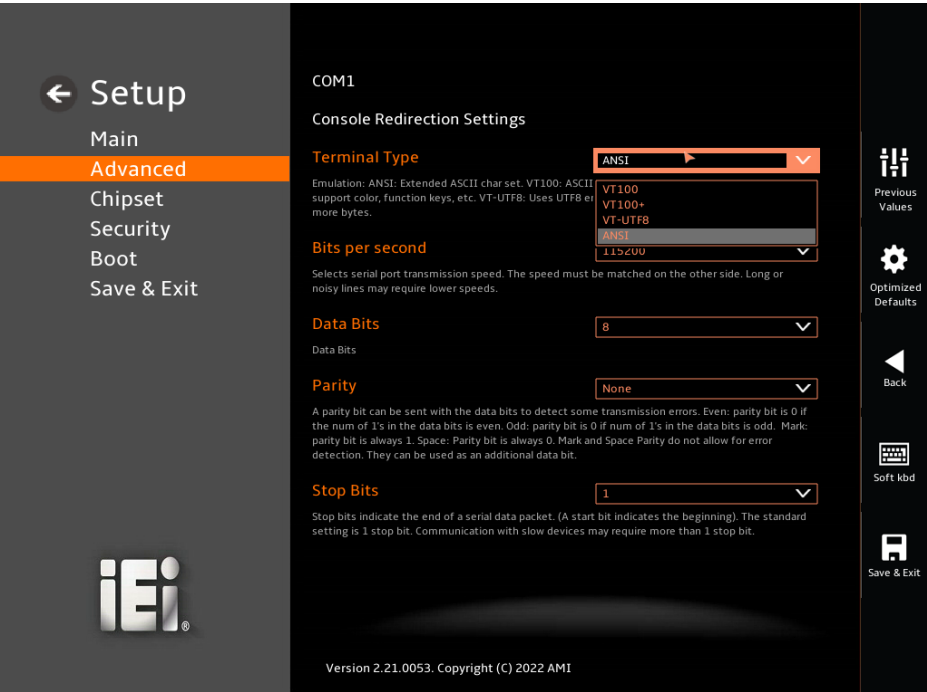 Setup
Main
Advanced
Chipset
Security
Boot
Save & Exit
COM1
Console Redirection Settings
Terminal Type
ANSI
Emulation: ANSI: Extended ASCII char set. VT100: ASCII
support color, function keys, etc. VT-UTF8: Uses UTF8
more bytes.
VT100
VT100+
VT-UTF8
ANSI
Bits per second
115200
Selects serial port transmission speed. The speed must be matched on the other side. Long or
noisy lines may require lower speeds.
Data Bits
8
Data Bits
Parity
None
A parity bit can be sent with the data bits to detect some transmission errors. Even: parity bit is 0 if
the num of 1's in the data bits is even. Odd: parity bit is 0 if num of 1's in the data bits is odd. Mark:
parity bit is always 1. Space: Parity bit is always 0. Mark and Space Parity do not allow for error
detection. They can be used as an additional data bit.
Stop Bits
1
Stop bits indicate the end of a serial data packet. (A start bit indicates the beginning). The standard
setting is 1 stop bit. Communication with slow devices may require more than 1 stop bit.
Version 2.21.0053. Copyright (C) 2022 AMI
iEi®
Previous
Values
Optimized
Defaults
Back
Soft kbd
Save & Exit